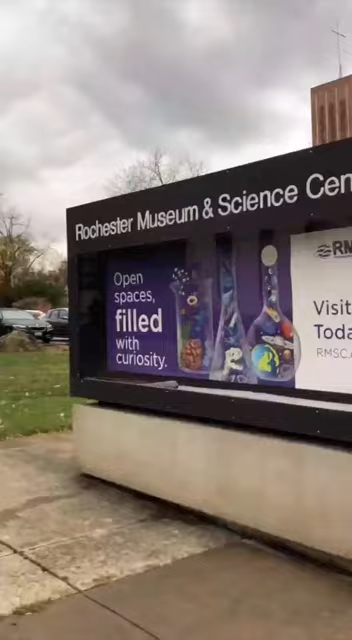 Rochester Museum & Science Cen
Open
spaces,
filled
with
curiosity.
RM
Visit
Toda
RMSC.